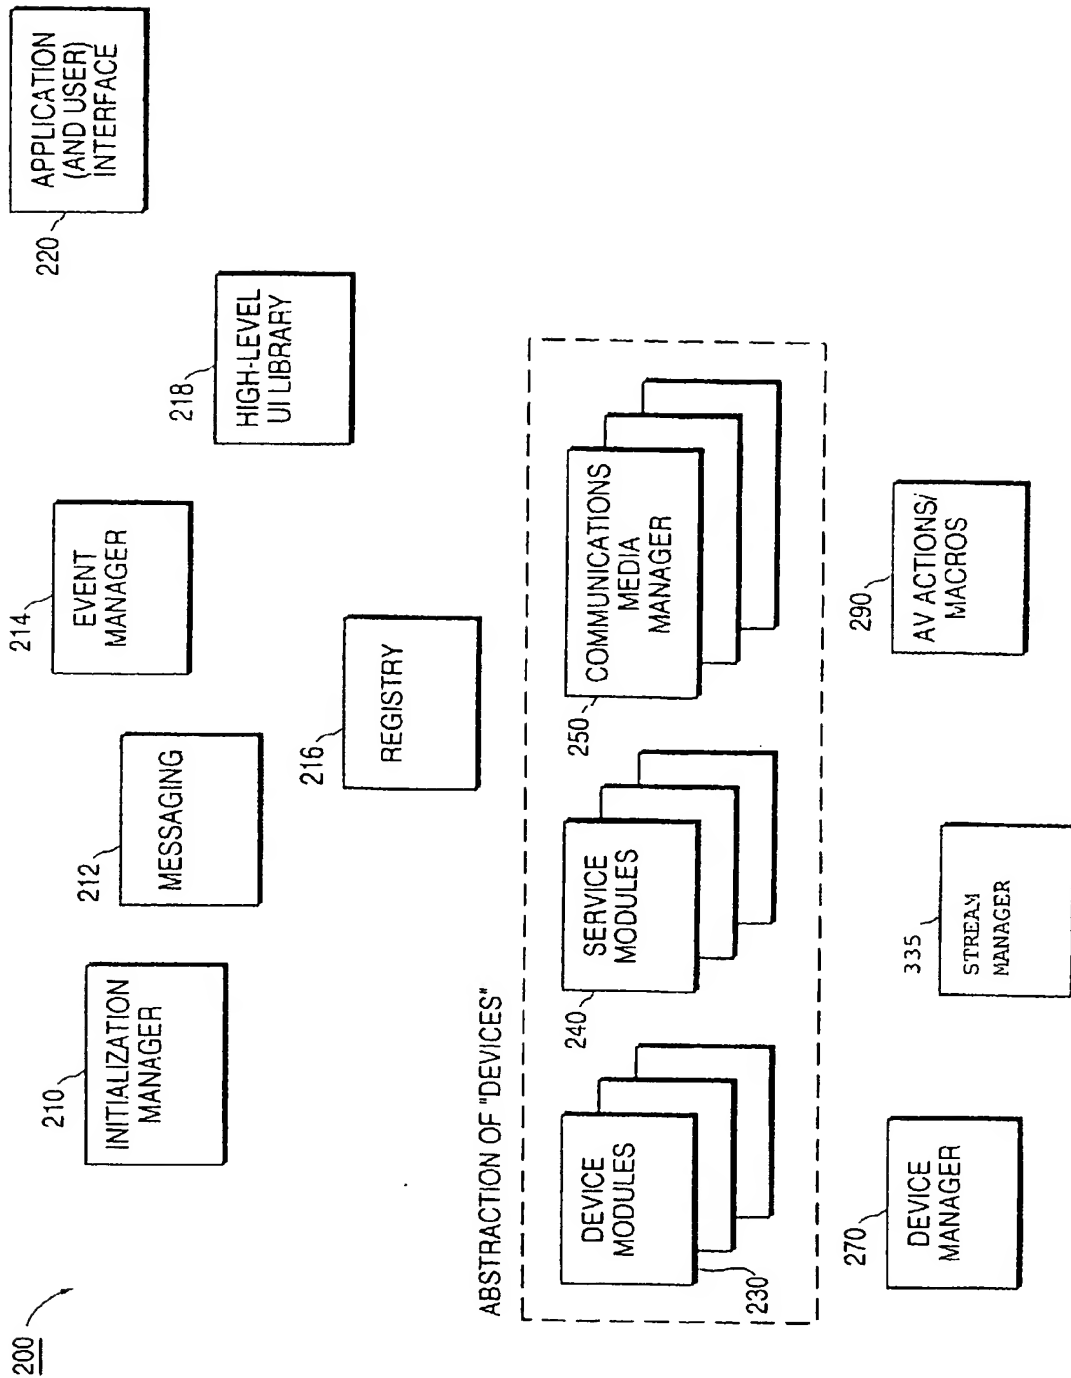 200
210
INITIALIZATION
MANAGER
212
MESSAGING
214
EVENT
MANAGER
216
REGISTRY
218
HIGH-LEVEL
UI LIBRARY
220
APPLICATION
(AND USER)
INTERFACE
ABSTRACTION OF "DEVICES"
DEVICE
MODULES
230
240
SERVICE
MODULES
250
COMMUNICATIONS
MEDIA
MANAGER
270
DEVICE
MANAGER
335
STREAM
MANAGER
290
AV ACTIONS/
MACROS